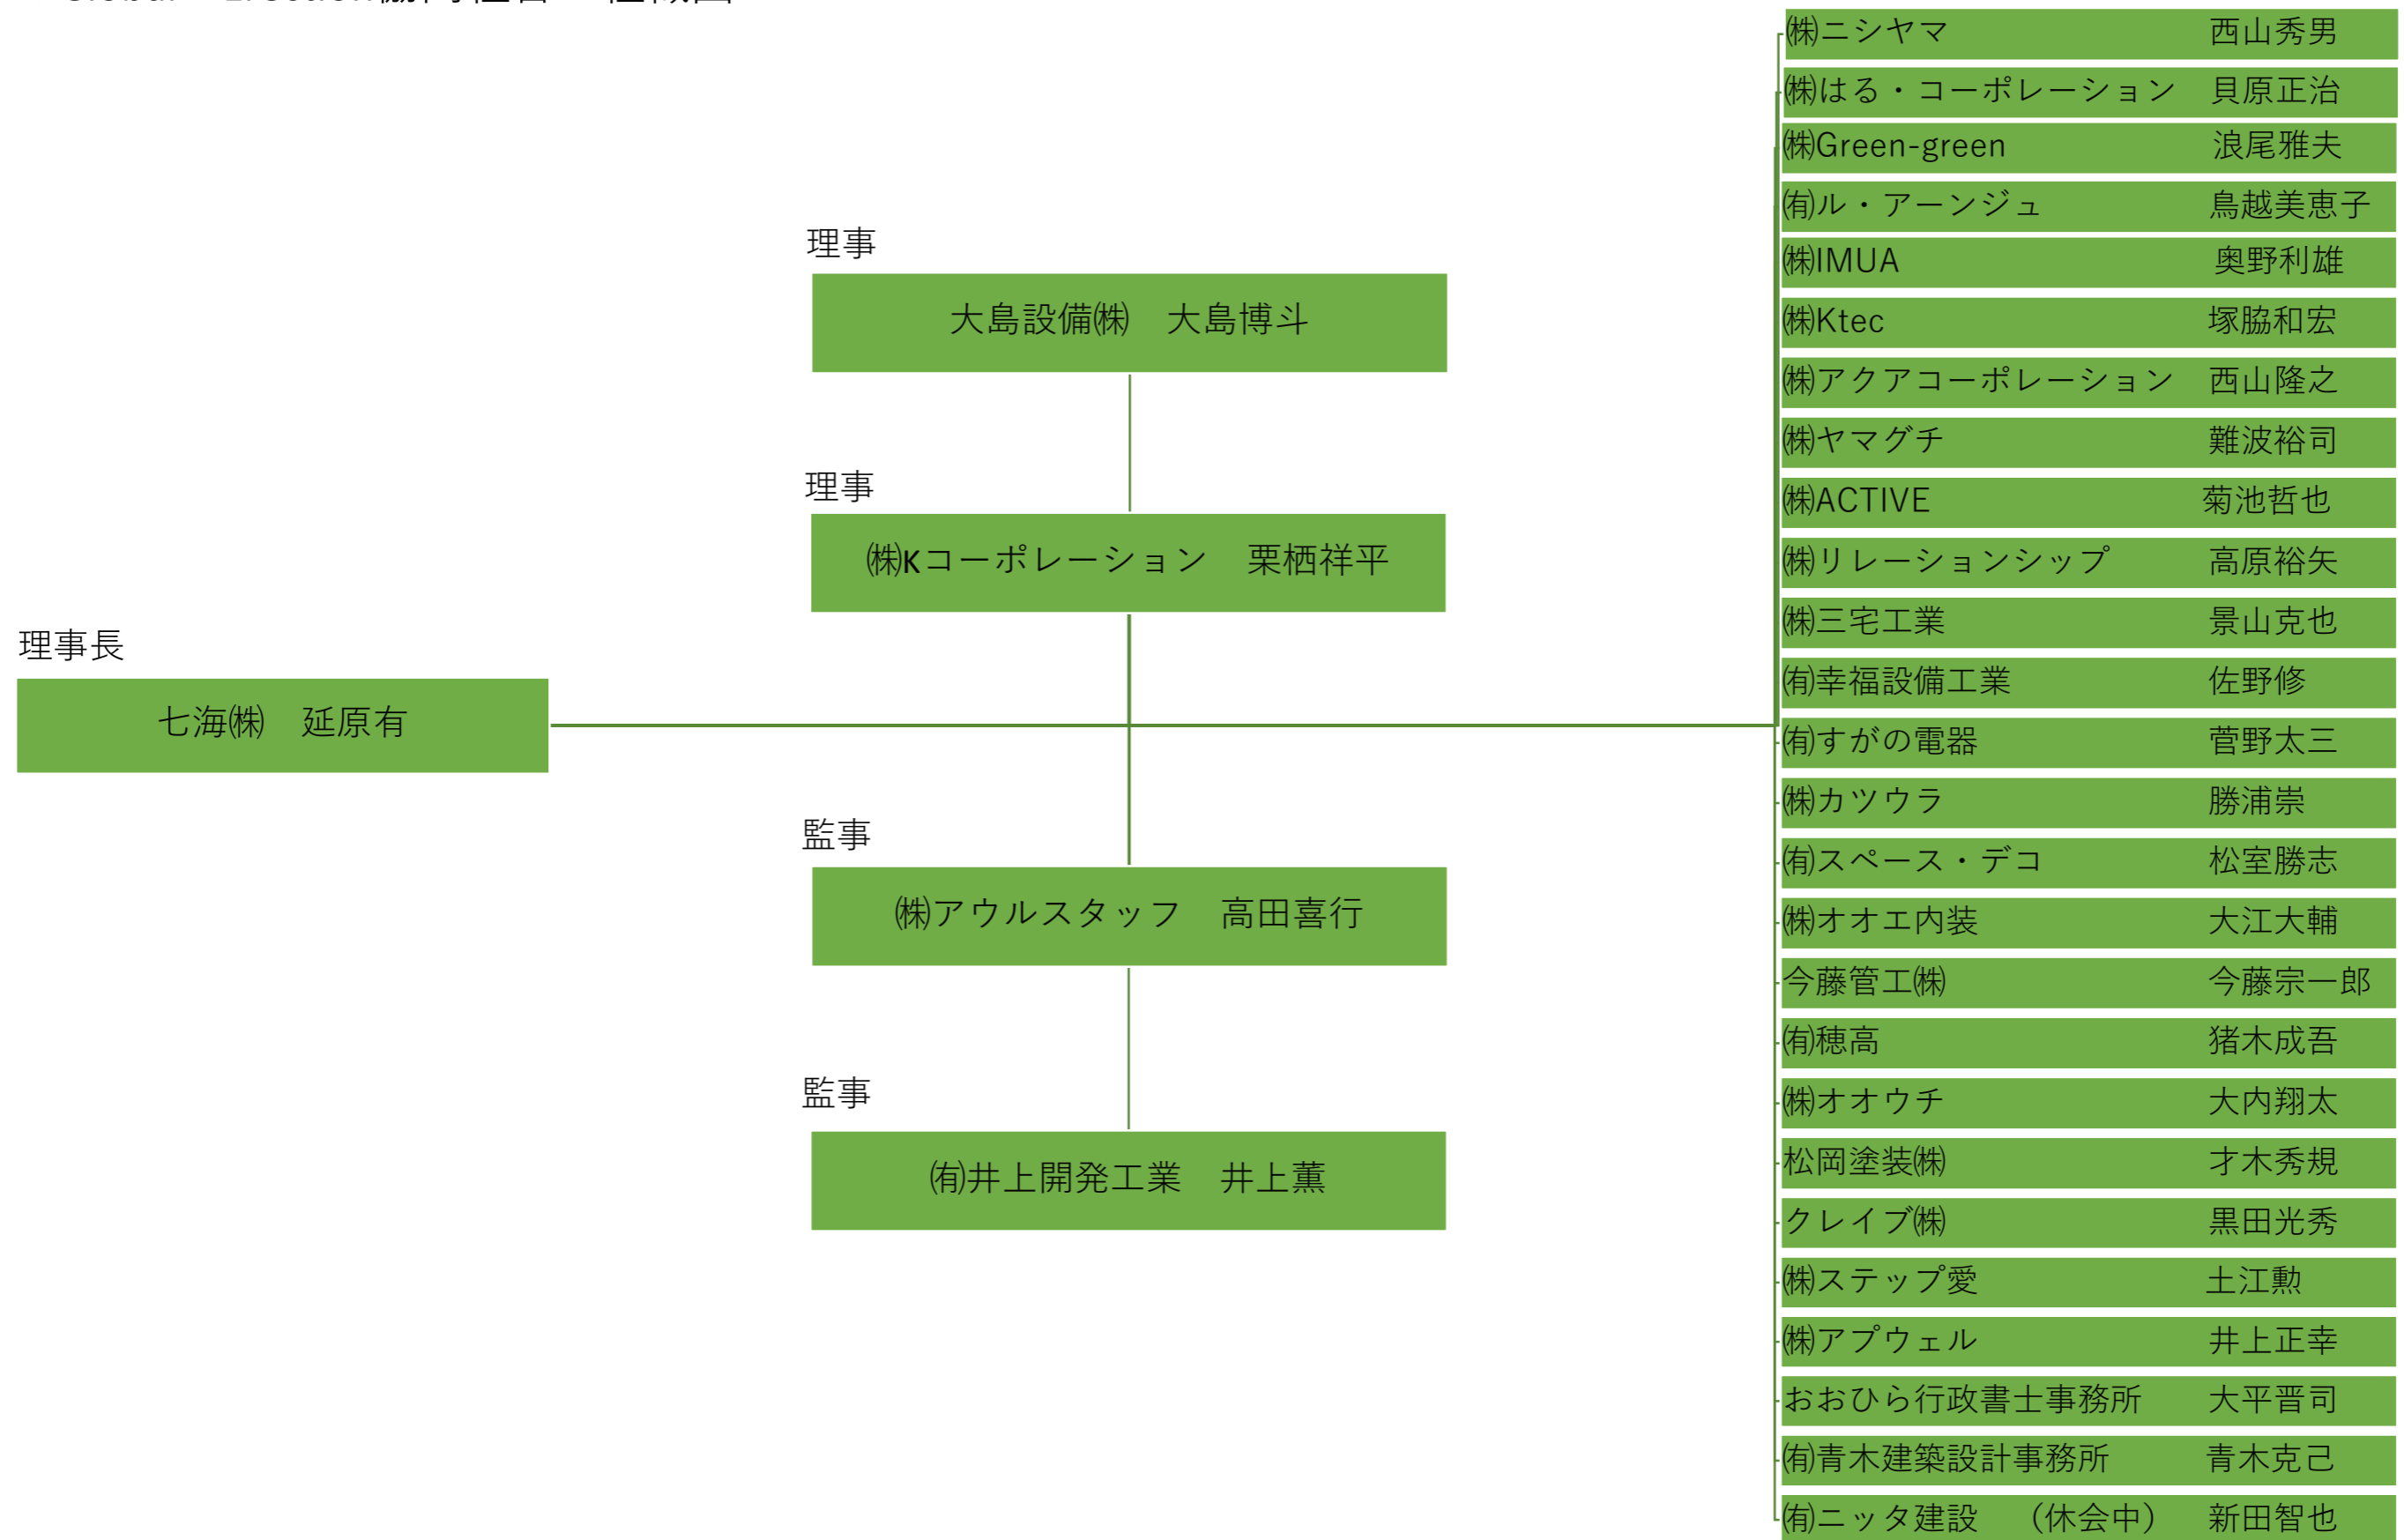 理事長
七海㈱　延原有
理事
大島設備㈱　大島博斗
理事
㈱Kコーポレーション　栗栖祥平
監事
㈱アウルスタッフ　高田喜行
監事
㈲井上開発工業　井上薫
㈱ニシヤマ　西山秀男
㈱はる・コーポレーション　貝原正治
㈱Green-green　浪尾雅夫
㈲ル・アーンジュ　鳥越美恵子
㈱IMUA　奥野利雄
㈱Ktec　塚脇和宏
㈱アクアコーポレーション　西山隆之
㈱ヤマグチ　難波裕司
㈱ACTIVE　菊池哲也
㈱リレーションシップ　高原裕矢
㈱三宅工業　景山克也
㈲幸福設備工業　佐野修
㈲すがの電器　菅野太三
㈱カツウラ　勝浦崇
㈲スペース・デコ　松室勝志
㈱オオエ内装　大江大輔
今藤管工㈱　今藤宗一郎
㈲穂高　猪木成吾
㈱オオウチ　大内翔太
松岡塗装㈱　才木秀規
クレイブ㈱　黒田光秀
㈱ステップ愛　土江勲
㈱アプウェル　井上正幸
おおひら行政書士事務所　大平晋司
㈲青木建築設計事務所　青木克己
㈲ニッタ建設　（休会中）　新田智也